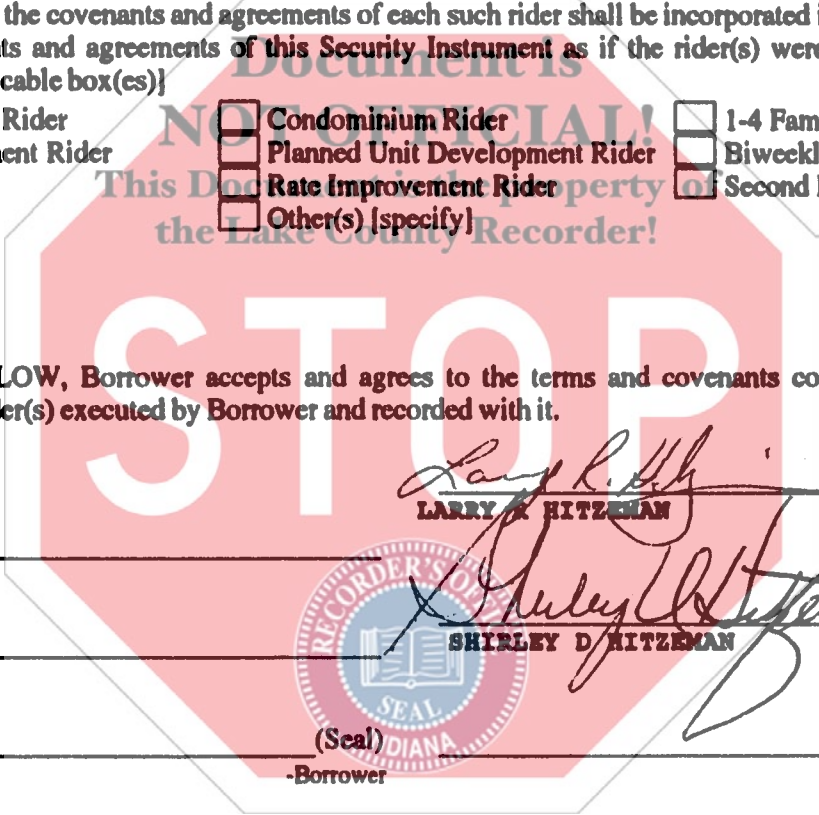 the covenants and agreements of each such rider shall be incorporated i
ts and agreements of this Security Instrument as if the rider(s) were
cable box(es)]
Document is
NOT OFFICIAL!
This Document is the property of
the Lake County Recorder!
Rider
Condominium Rider
1-4 Fam
ent Rider
Planned Unit Development Rider
Biweekl
Rate Improvement Rider
Second
Other(s) [specify]
STOP
LOW, Borrower accepts and agrees to the terms and covenants co
er(s) executed by Borrower and recorded with it.
Larry R. Hitzeman
LARRY R HITZEMAN
Shirley D Hitzeman
SHIRLEY D HITZEMAN
RECORDER'S OFFICE
SEAL
INDIANA
(Seal)
-Borrower